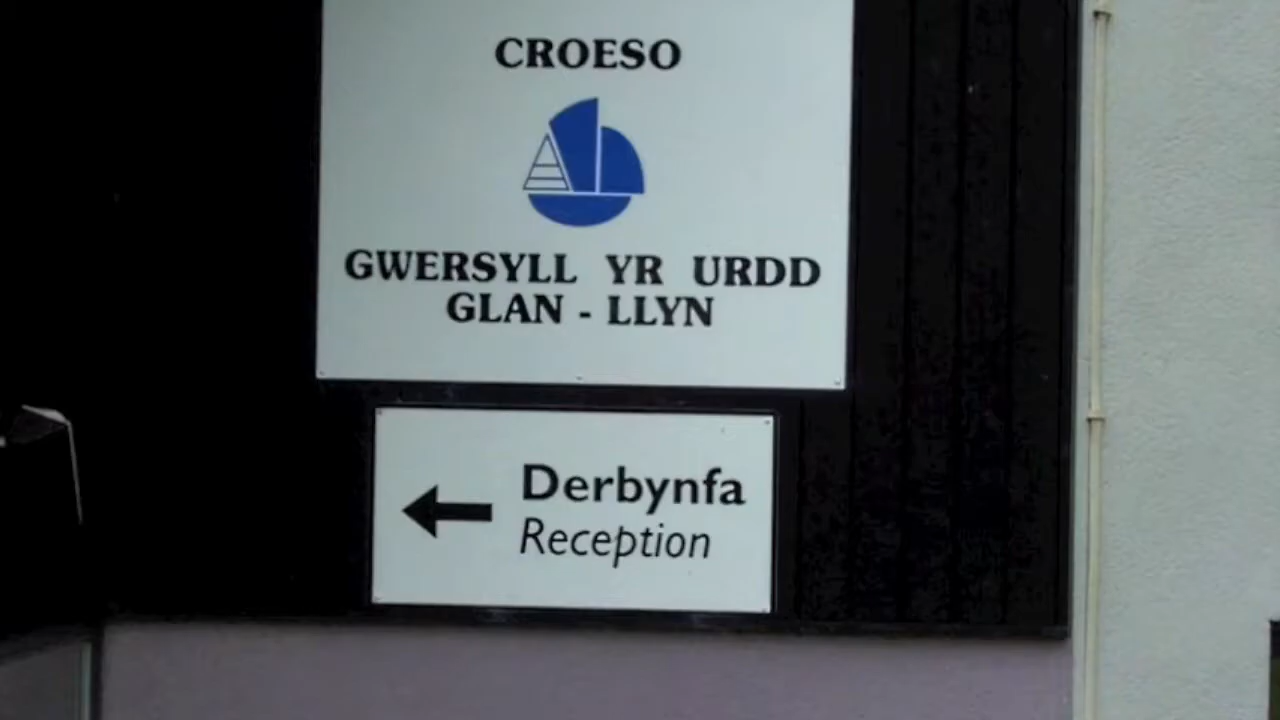 CROESO
GWERSYLL YR URDD
GLAN - LLYN
Derbynfa
Reception